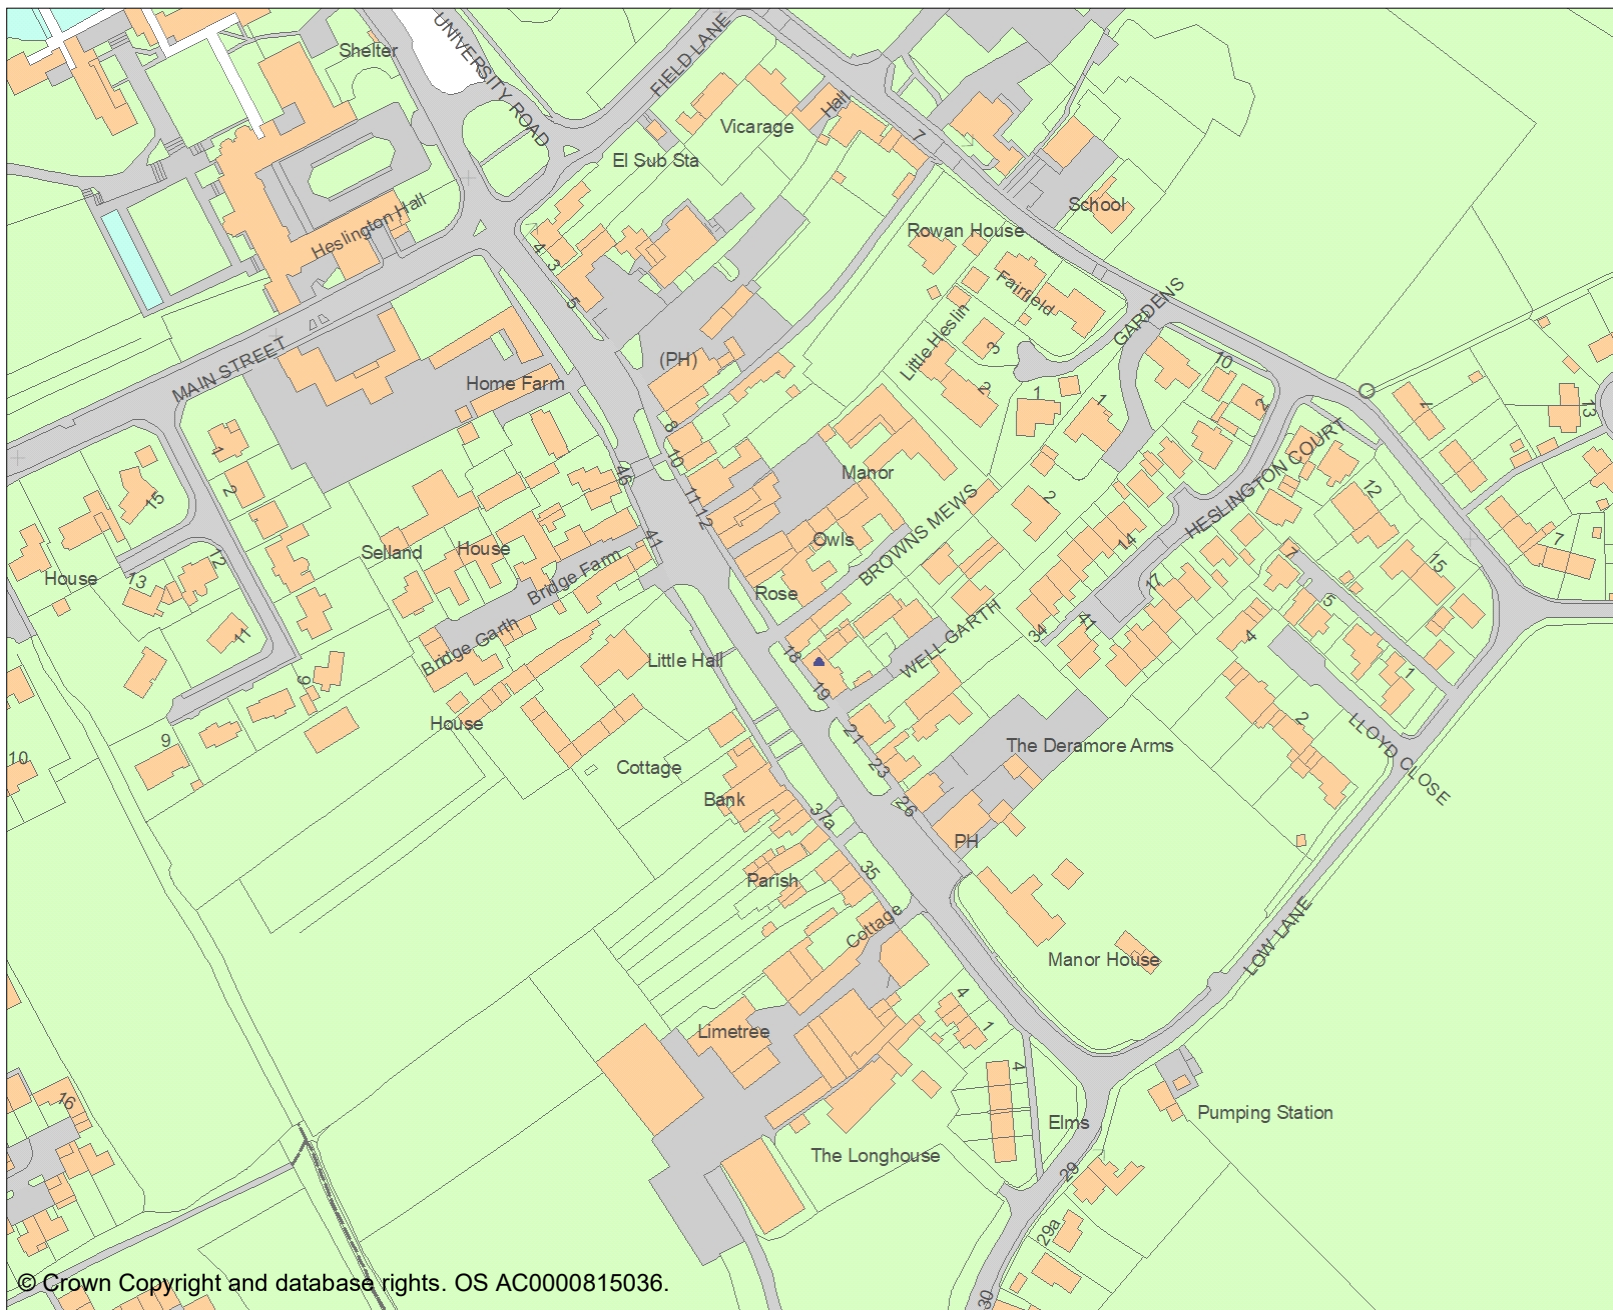 Shelter
UNIVERSITY ROAD
FIELD LANE
Vicarage
Hall
7
El Sub Sta
School
Heslington Hall
Rowan House
4
3
5
Fairfield
GARDENS
Little Heslin
3
MAIN STREET
(PH)
Home Farm
10
2
1
1
2
7
13
8
1
10
46
Manor
HESLINGTON COURT
2
15
11
12
2
12
Selland
House
41
Owls
BROWNS MEWS
14
7
15
7
House
13
12
Bridge Farm
Rose
17
5
11
Bridge Garth
Little Hall
18
WELL GARTH
34
41
4
1
9
19
House
9
21
2
LLOYD CLOSE
10
The Deramore Arms
Cottage
23
Bank
26
37a
PH
35
Parish
Cottage
LOW LANE
Manor House
4
1
Limetree
4
16
Elms
Pumping Station
The Longhouse
29
29a
30
© Crown Copyright and database rights. OS AC0000815036.